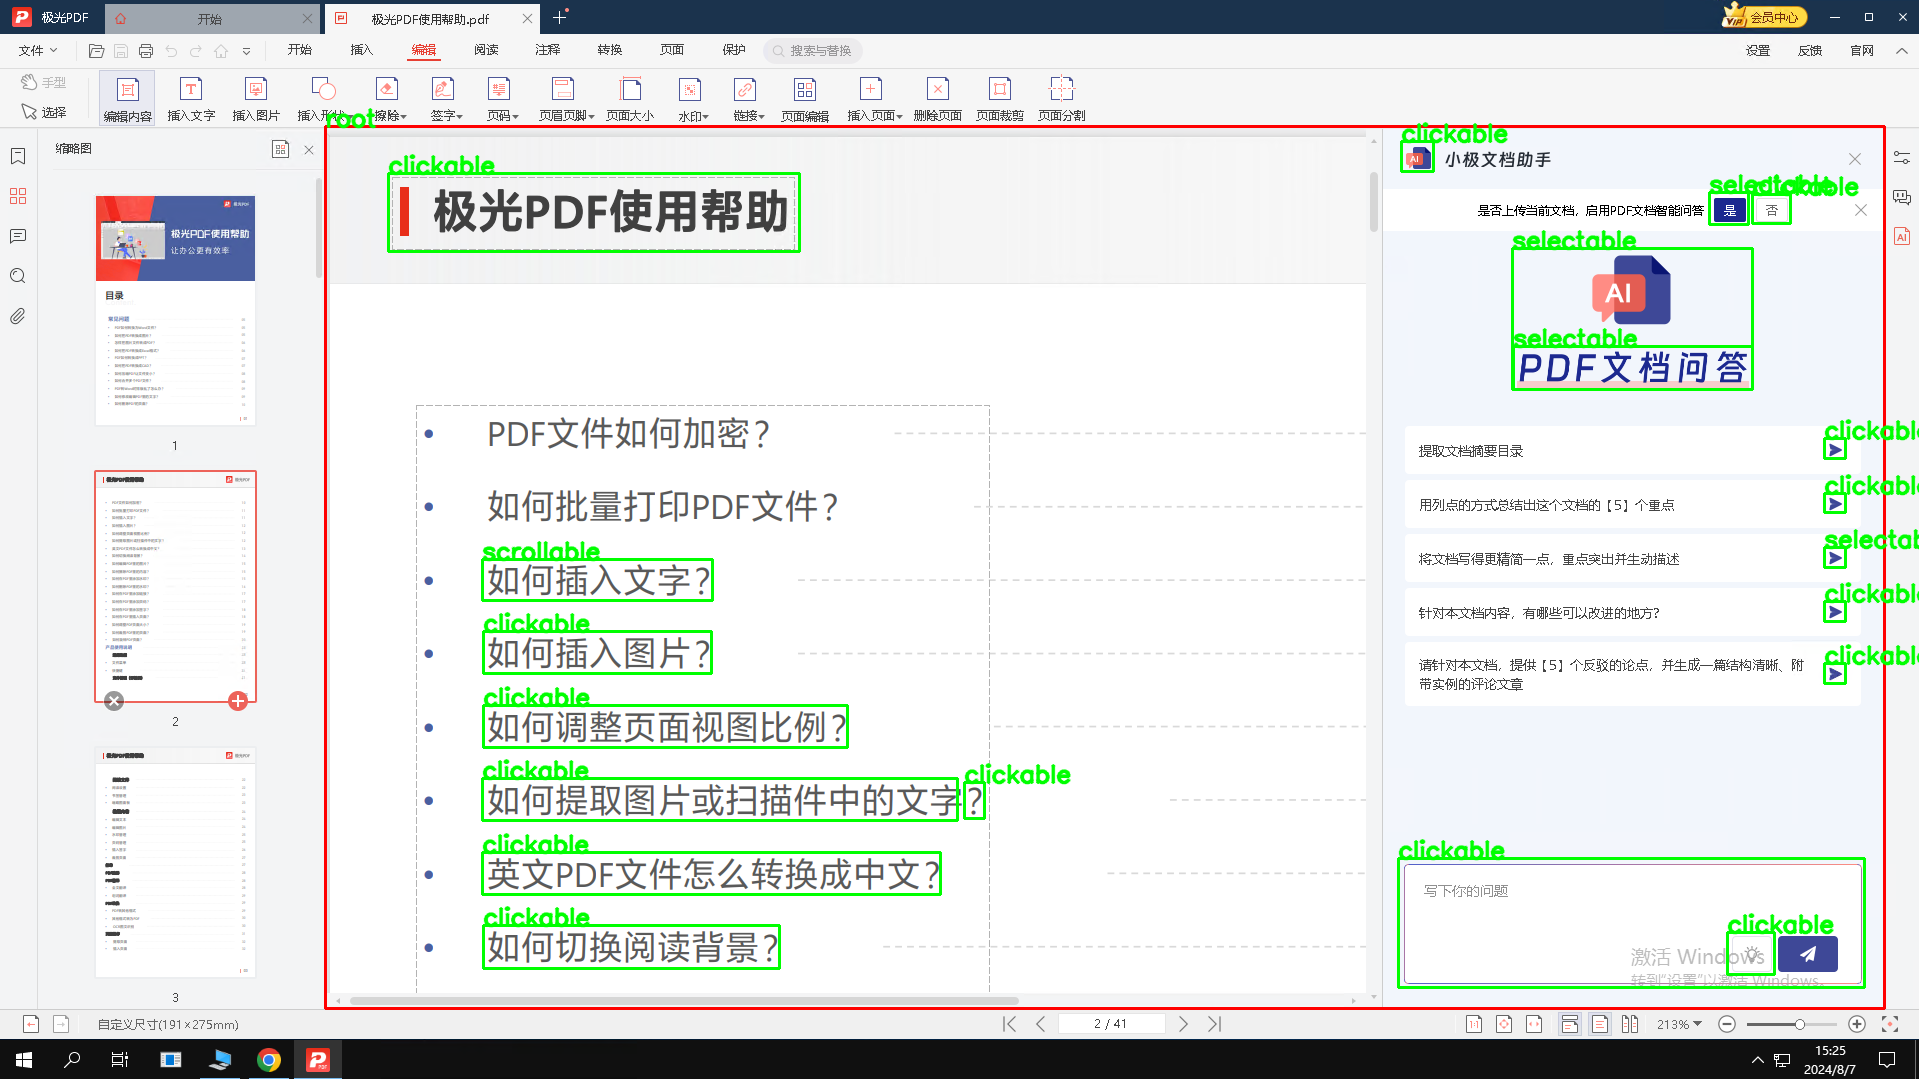 极光PDF
开始
极光PDF使用帮助.pdf
会员中心
文件
开始
插入
编辑
阅读
注释
转换
页面
保护
搜索与替换
设置
反馈
官网
手型
选择
编辑内容
插入文字
插入图片
插入形状
擦除
签字
页码
页眉页脚
页面大小
水印
链接
页面编辑
插入页面
删除页面
页面裁剪
页面分割
root
缩略图
极光PDF使用帮助
让办公更有效率
目录
常见问题
1
2
3
clickable
极光PDF使用帮助
PDF文件如何加密?
如何批量打印PDF文件?
scrollable
如何插入文字?
clickable
如何插入图片?
clickable
如何调整页面视图比例?
clickable
clickable
如何提取图片或扫描件中的文字?
clickable
英文PDF文件怎么转换成中文?
clickable
如何切换阅读背景?
clickable
AI
小极文档助手
selectable
clickable
是否上传当前文档，启用PDF文档智能问答
是
否
AI
selectable
AI
selectable
PDF文档问答
clickable
提取文档摘要目录
clickable
用列点的方式总结出这个文档的【5】个重点
selectab
将文档写得更精简一点，重点突出并生动描述
clickable
针对本文档内容，有哪些可以改进的地方?
clickable
请针对本文档，提供【5】个反驳的论点，并生成一篇结构清晰、附
带实例的评论文章
clickable
写下你的问题
clickable
激活 Windows
转到"设置"以激活 Windows。
自定义尺寸(191×275mm)
2 / 41
1:1
213%
15:25
2024/8/7